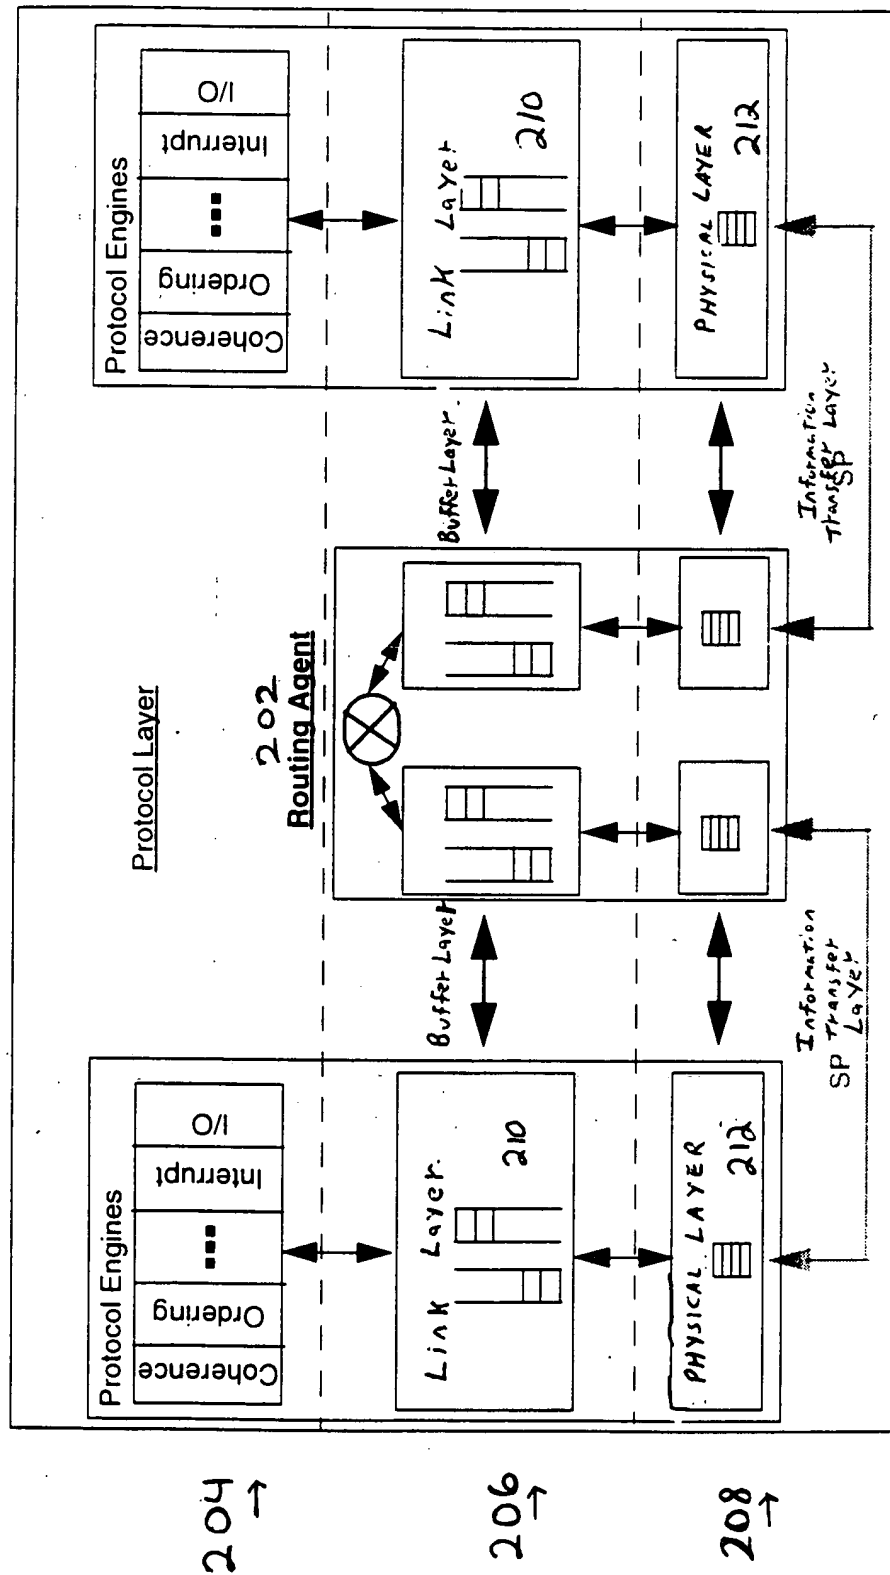 204 →
Protocol Engines
Coherence
Ordering
Interrupt
I/O
Protocol Layer
Protocol Engines
Coherence
Ordering
Interrupt
I/O
202
Routing Agent
206 →
Link Layer
210
Buffer Layer
Buffer Layer
Link Layer
210
208 →
PHYSICAL LAYER
212
PHYSICAL LAYER
212
Information
SP Transfer
Layer
Information
Transfer Layer
SP